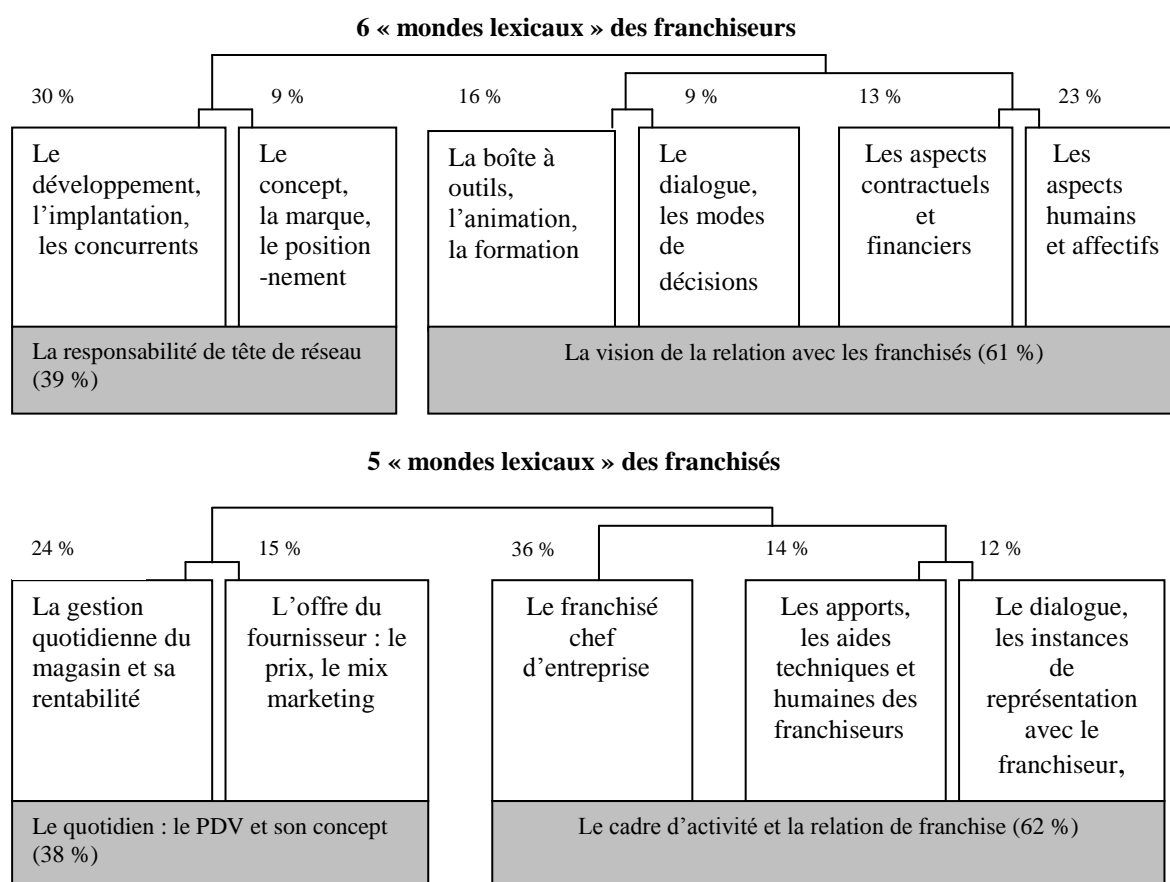 6 « mondes lexicaux » des franchiseurs
30 %
9 %
16 %
9 %
13 %
23 %
Le
développement,
l’implantation,
les concurrents
Le
concept,
la marque,
le position
-nement
La boîte à
outils,
l’animation,
la formation
Le
dialogue,
les modes
de
décisions
Les aspects
contractuels
et
financiers
Les
aspects
humains
et affectifs
La responsabilité de tête de réseau
(39 %)
La vision de la relation avec les franchisés (61 %)
5 « mondes lexicaux » des franchisés
24 %
15 %
36 %
14 %
12 %
La gestion
quotidienne du
magasin et sa
rentabilité
L’offre du
fournisseur : le
prix, le mix
marketing
Le franchisé
chef
d’entreprise
Les apports,
les aides
techniques et
humaines des
franchiseurs
Le dialogue,
les instances
de
représentation
avec le
franchiseur,
Le quotidien : le PDV et son concept
(38 %)
Le cadre d’activité et la relation de franchise (62 %)